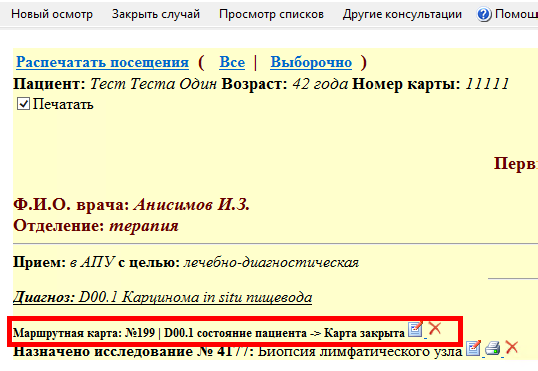 Новый осмотр Закрыть случай Просмотр списков Другие консультации Помощ
Распечатать посещения ( Все | Выборочно )
Пациент: Тест Теста Один Возраст: 42 года Номер карты: 11111
Печатать
Перви
Ф.И.О. врача: Анисимов И.З.
Отделение: терапия
Прием: в АПУ с целью: лечебно-диагностическая
Диагноз: D00.1 Карцинома in situ пищевода
Маршрутная карта: №199 | D00.1 состояние пациента -> Карта закрыта
Назначено исследование № 4177: Биопсия лимфатического узла